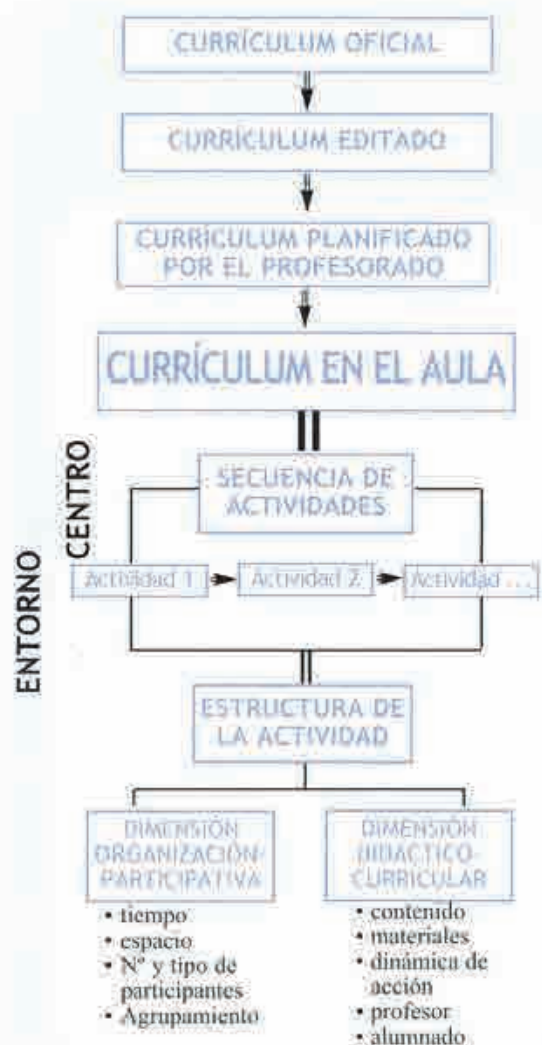 CURRÍCULUM OFICIAL
CURRÍCULUM EDITADO
CURRÍCULUM PLANIFICADO
POR EL PROFESORADO
CURRÍCULUM EN EL AULA
ENTORNO
CENTRO
SECUENCIA DE
ACTIVIDADES
Actividad 1
Actividad 2
Actividad ...
ESTRUCTURA DE
LA ACTIVIDAD
DIMENSIÓN
ORGANIZACIÓN-
PARTICIPATIVA
• tiempo
• espacio
• Nº y tipo de
participantes
• Agrupamiento
DIMENSIÓN
DIDÁCTICO-
CURRICULAR
• contenido
• materiales
• dinámica de
acción
• profesor
• alumnado